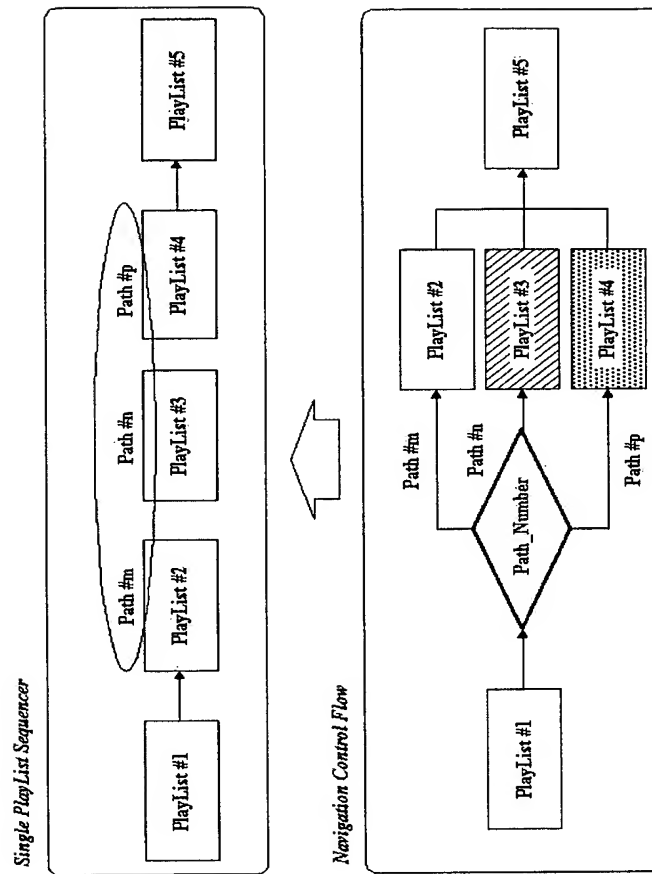 Single PlayList Sequencer
Path #m
Path #n
Path #p
PlayList #1
PlayList #2
PlayList #3
PlayList #4
PlayList #5
Navigation Control Flow
PlayList #1
Path_Number
Path #m
Path #n
Path #p
PlayList #2
PlayList #3
PlayList #4
PlayList #5